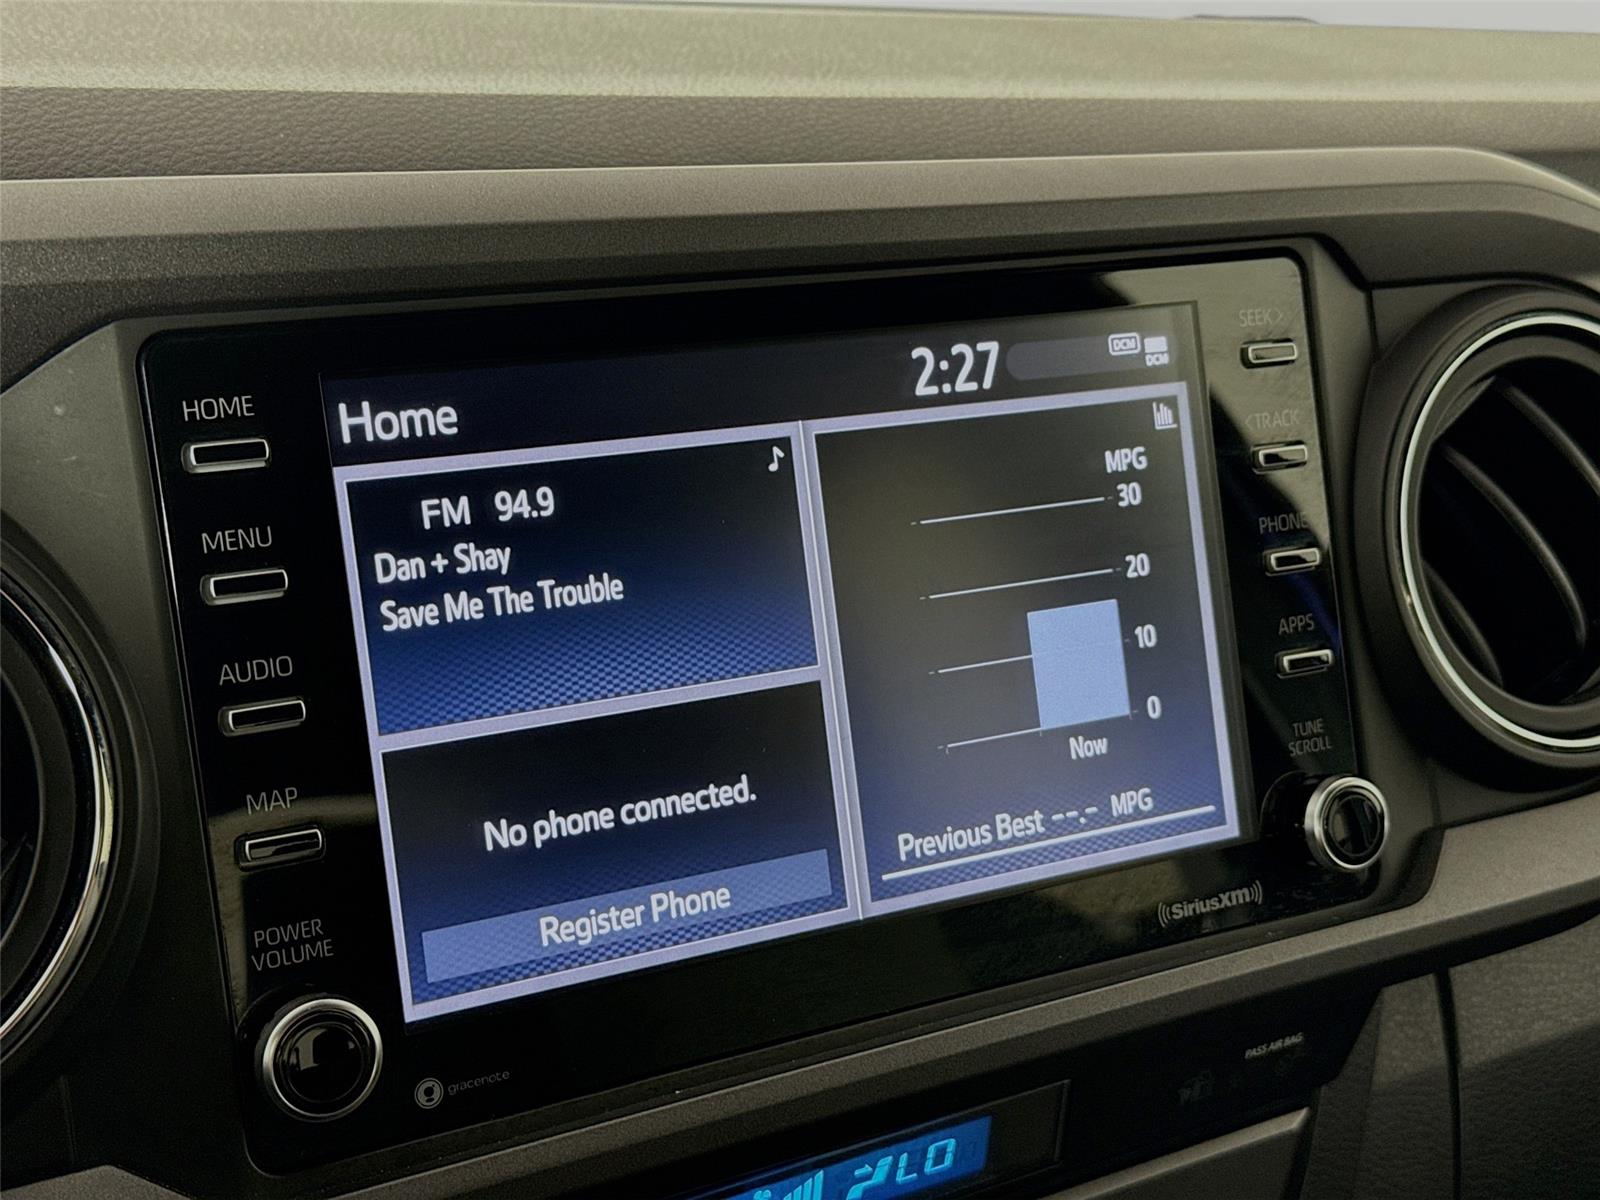 HOME
MENU
AUDIO
MAP
POWER
VOLUME
Home
2:27
DCM
DCM
FM 94.9
Dan + Shay
Save Me The Trouble
No phone connected.
Register Phone
MPG
30
20
10
0
Now
Previous Best --.- MPG
SEEK>
<TRACK
PHONE
APPS
TUNE
SCROLL
SiriusXM
gracenote
PASS AIR BAG
LO